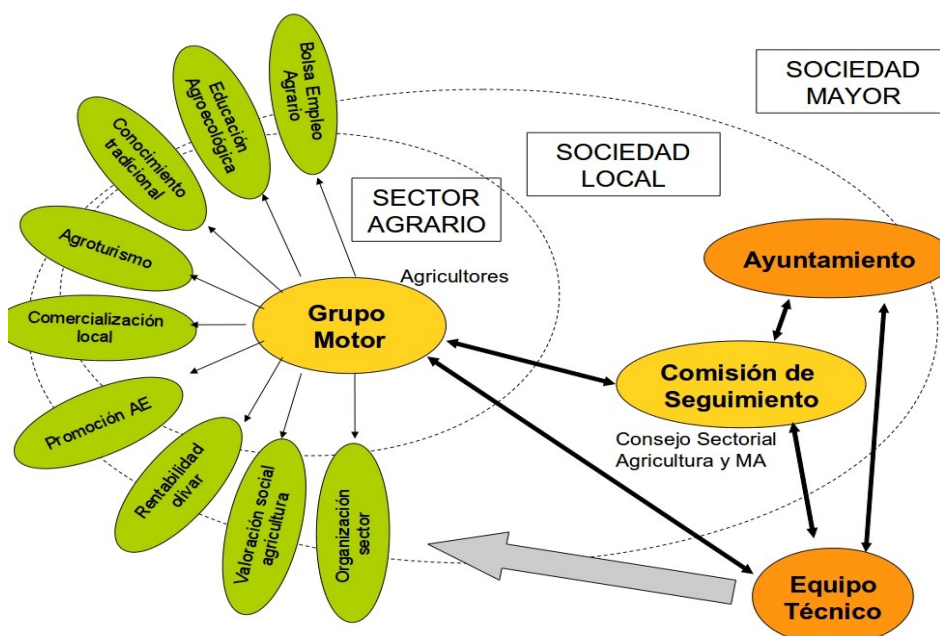 Bolsa Empleo
Agrario
Educación
Agroecológica
Conocimiento
tradicional
Agroturismo
Comercialización
local
Promoción AE
Rentabilidad
olivar
Valoración social
agricultura
Organización
sector
SECTOR
AGRARIO
Agricultores
Grupo
Motor
SOCIEDAD
LOCAL
SOCIEDAD
MAYOR
Ayuntamiento
Comisión de
Seguimiento
Consejo Sectorial
Agricultura y MA
Equipo
Técnico